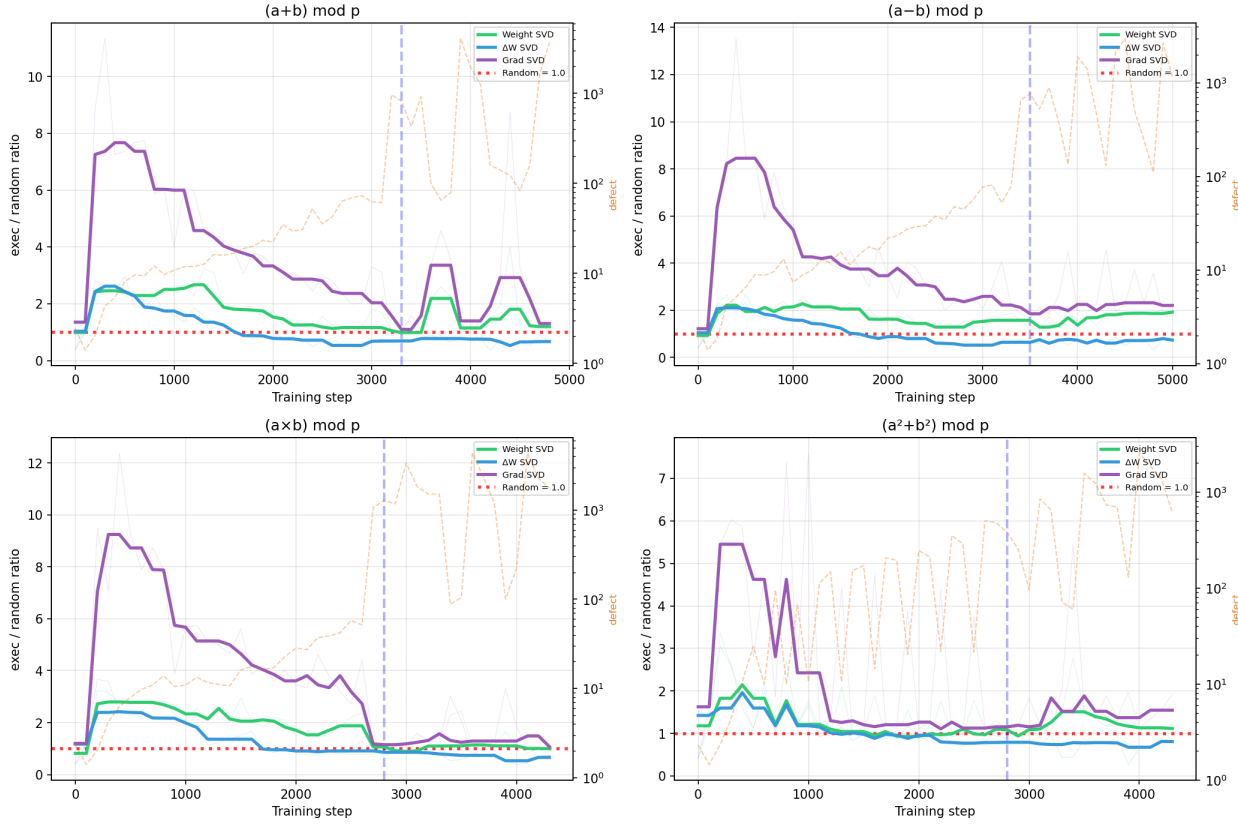 (a+b) mod p
exec / random ratio
10
8
6
4
2
0
Weight SVD
ΔW SVD
Grad SVD
Random = 1.0
10³
10²
10¹
10⁰
defect
0
1000
2000
3000
4000
5000
Training step
(a−b) mod p
exec / random ratio
14
12
10
8
6
4
2
0
Weight SVD
ΔW SVD
Grad SVD
Random = 1.0
10³
10²
10¹
10⁰
defect
0
1000
2000
3000
4000
5000
Training step
(a×b) mod p
exec / random ratio
12
10
8
6
4
2
0
Weight SVD
ΔW SVD
Grad SVD
Random = 1.0
10³
10²
10¹
10⁰
defect
0
1000
2000
3000
4000
Training step
(a²+b²) mod p
exec / random ratio
7
6
5
4
3
2
1
0
Weight SVD
ΔW SVD
Grad SVD
Random = 1.0
10³
10²
10¹
10⁰
defect
0
1000
2000
3000
4000
Training step